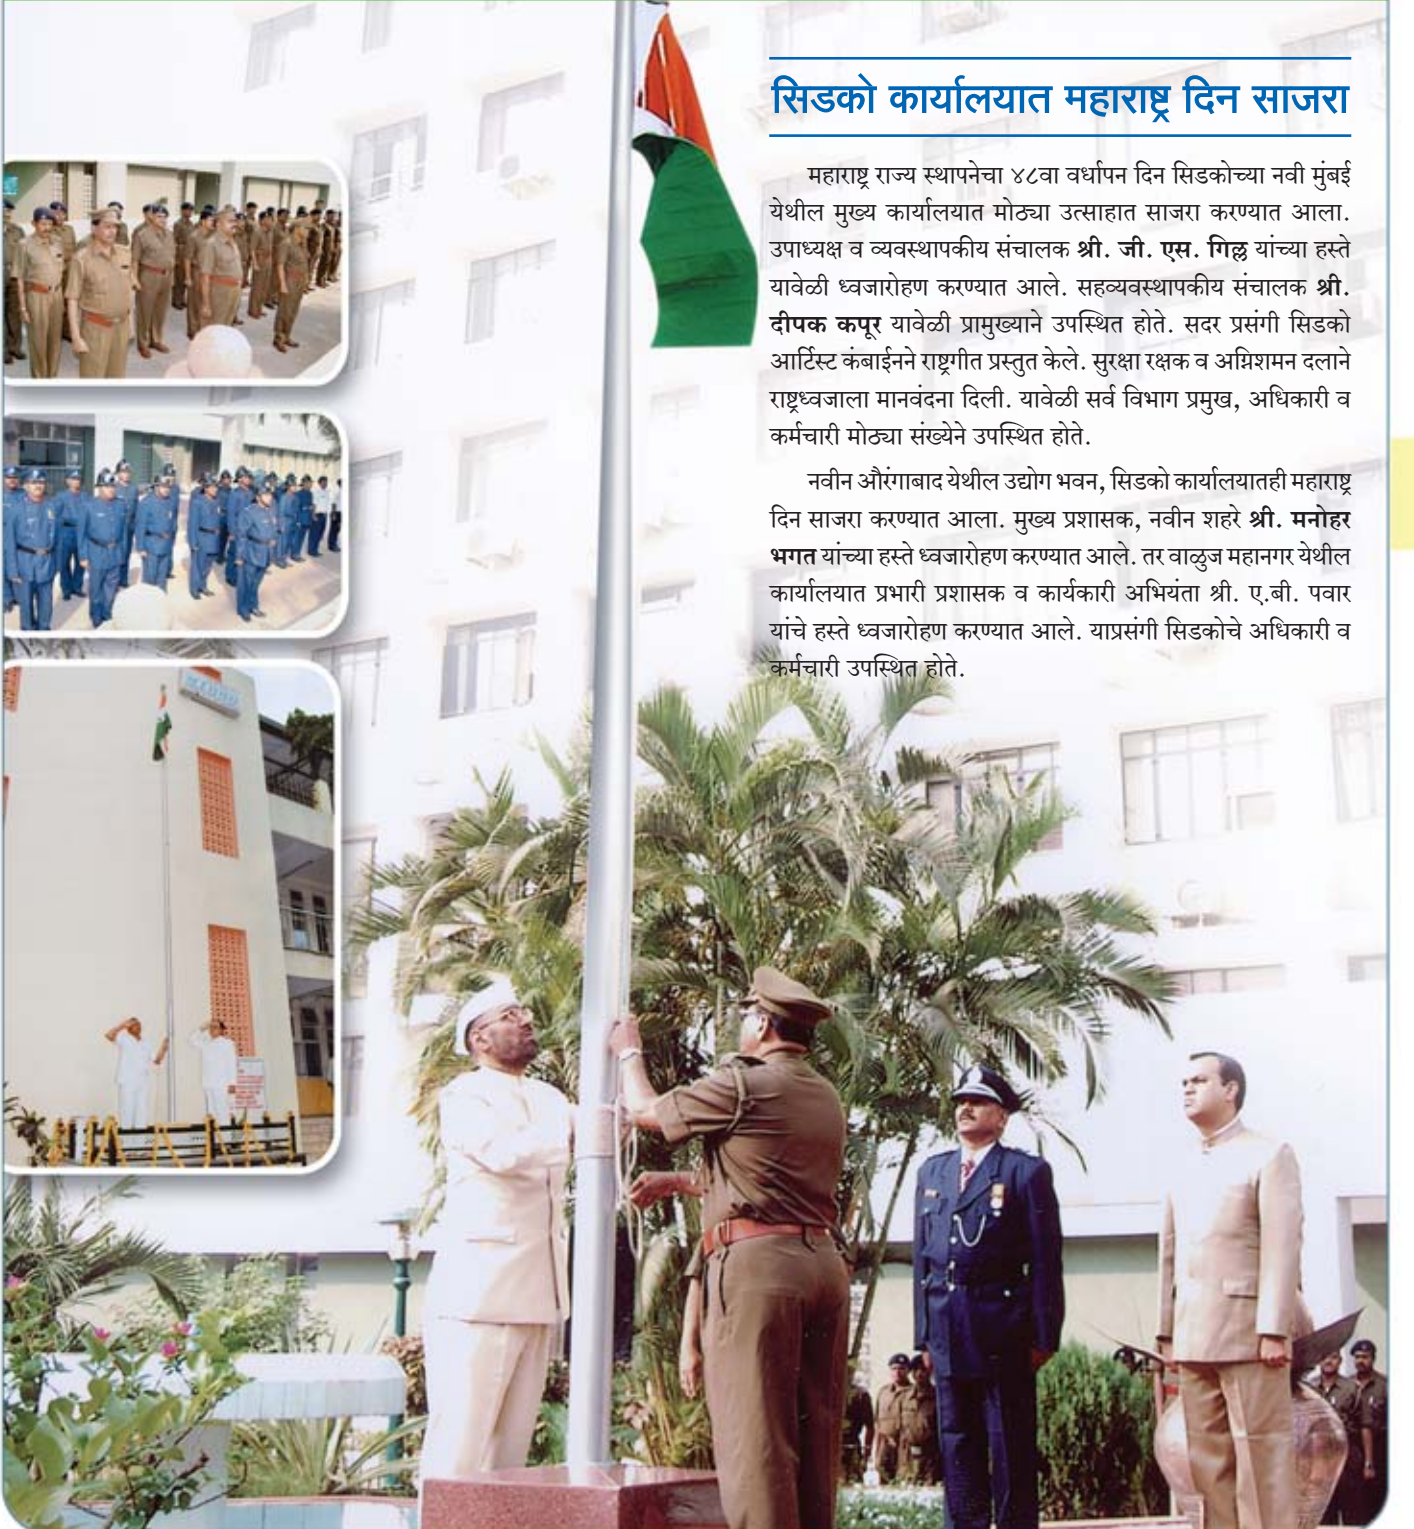 सिडको कार्यालयात महाराष्ट्र दिन साजरा
महाराष्ट्र राज्य स्थापनेचा ४८वा वर्धापन दिन सिडकोच्या नवी मुंबई
येथील मुख्य कार्यालयात मोठ्या उत्साहात साजरा करण्यात आला.
उपाध्यक्ष व व्यवस्थापकीय संचालक श्री. जी. एस. गिल्ल यांच्या हस्ते
यावेळी ध्वजारोहण करण्यात आले. सहव्यवस्थापकीय संचालक श्री.
दीपक कपूर यावेळी प्रामुख्याने उपस्थित होते. सदर प्रसंगी सिडको
आर्टिस्ट कंबाईनने राष्ट्रगीत प्रस्तुत केले. सुरक्षा रक्षक व अग्निशमन दलाने
राष्ट्रध्वजाला मानवंदना दिली. यावेळी सर्व विभाग प्रमुख, अधिकारी व
कर्मचारी मोठ्या संख्येने उपस्थित होते.
नवीन औरंगाबाद येथील उद्योग भवन, सिडको कार्यालयातही महाराष्ट्र
दिन साजरा करण्यात आला. मुख्य प्रशासक, नवीन शहरे श्री. मनोहर
भगत यांच्या हस्ते ध्वजारोहण करण्यात आले. तर वाळुज महानगर येथील
कार्यालयात प्रभारी प्रशासक व कार्यकारी अभियंता श्री. ए.बी. पवार
यांचे हस्ते ध्वजारोहण करण्यात आले. याप्रसंगी सिडकोचे अधिकारी व
कर्मचारी उपस्थित होते.